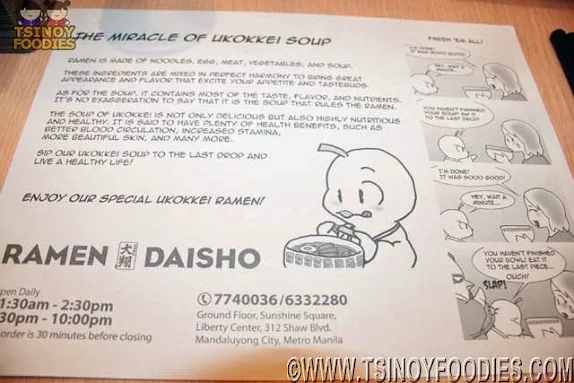 TSINOY
FOODIES
THE MIRACLE OF UKOKKEI SOUP
RAMEN IS MADE OF NOODLES, EGG, MEAT, VEGETABLES, AND SOUP.
THESE INGREDIENTS ARE MIXED IN PERFECT HARMONY TO BRING GREAT
APPEARANCE AND FLAVOR THAT EXCITE YOUR APPETITE AND TASTEBUDS.
AS FOR THE SOUP, IT CONTAINS MOST OF THE TASTE, FLAVOR, AND NUTRIENTS.
IT'S NO EXAGGERATION TO SAY THAT IT IS THE SOUP THAT RULES THE RAMEN.
THE SOUP OF UKOKKEI IS NOT ONLY DELICIOUS BUT ALSO HIGHLY NUTRITIOUS
AND HEALTHY. IT IS SAID TO HAVE PLENTY OF HEALTH BENEFITS, SUCH AS
BETTER BLOOD CIRCULATION, INCREASED STAMINA,
MORE BEAUTIFUL SKIN, AND MANY MORE.
SIP OUR UKOKKEI SOUP TO THE LAST DROP AND
LIVE A HEALTHY LIFE!
ENJOY OUR SPECIAL UKOKKEI RAMEN!
RAMEN 大翔 DAISHO
pen Daily
1:30am - 2:30pm
30pm - 10:00pm
order is 30 minutes before closing
7740036/6332280
Ground Floor, Sunshine Square,
Liberty Center, 312 Shaw Blvd.
Mandaluyong City, Metro Manila
FINISH 'EM ALL!
I'M DONE!
IT WAS SOOO GOOD!
HEY, WAIT A
MINUTE...
YOU HAVEN'T FINISHED
YOUR SOUP! EAT IT
TO THE LAST DROP
I'M DONE!
IT WAS SOOO GOOD!
HEY, WAIT A
MINUTE...
YOU HAVEN'T FINISHED
YOUR BOWL! EAT IT
TO THE LAST PIECE...
OUCH!
SLAP!
©WWW.TSINOYFOODIES.COM